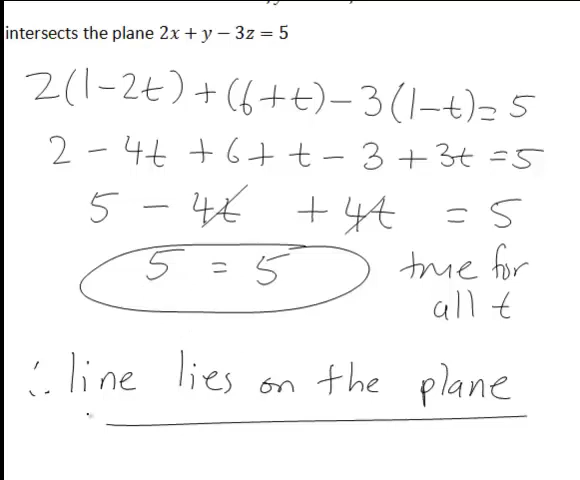 intersects the plane 2x + y − 3z = 5
2(1-2t)+(6+t)-3(1-t)=5
2 - 4t + 6 + t - 3 + 3t = 5
5 - 4t + 4t = 5
5 = 5 true for
all t
∴ line lies on the plane